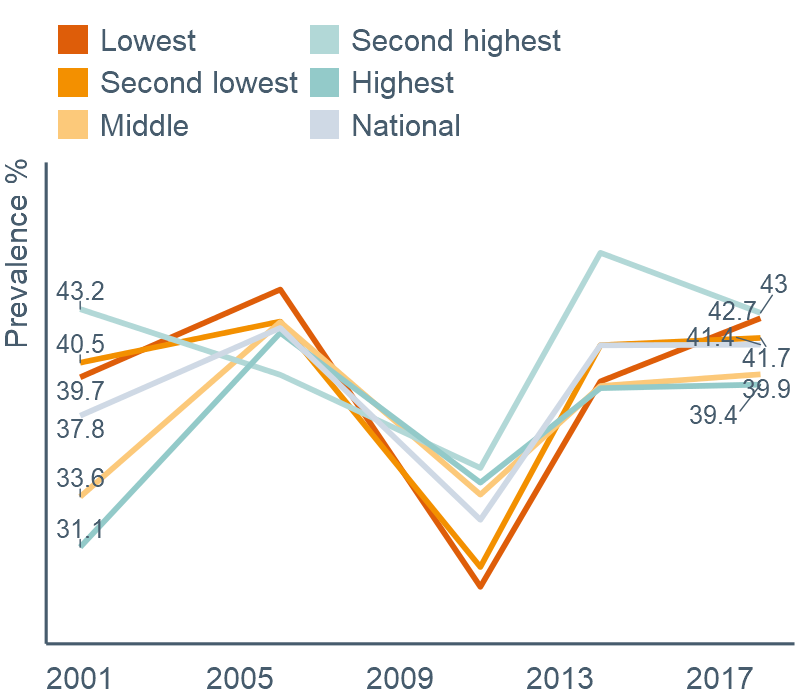 Lowest
Second highest
Second lowest
Highest
Middle
National
Prevalence %
43.2
40.5
39.7
37.8
33.6
31.1
43
42.7
41.4
41.7
39.9
39.4
2001
2005
2009
2013
2017